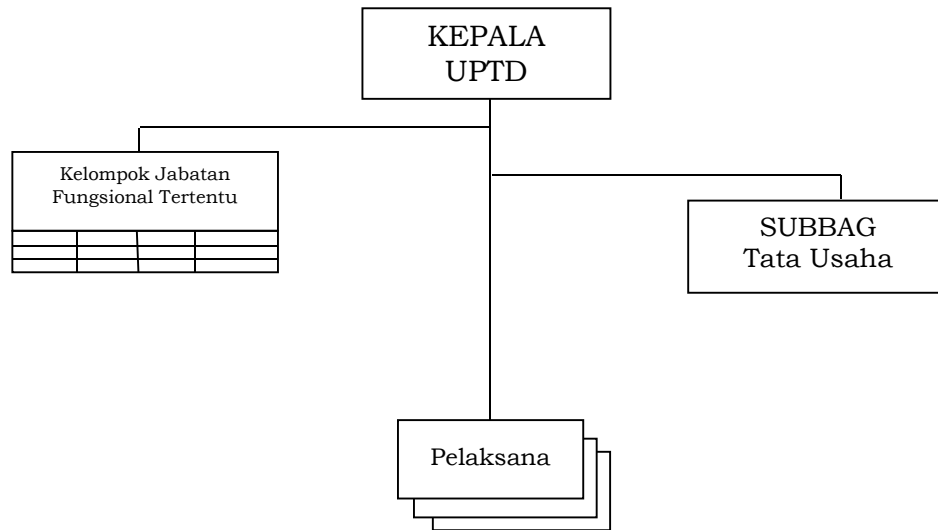 KEPALA
UPTD
Kelompok Jabatan
Fungsional Tertentu
SUBBAG
Tata Usaha
Pelaksana